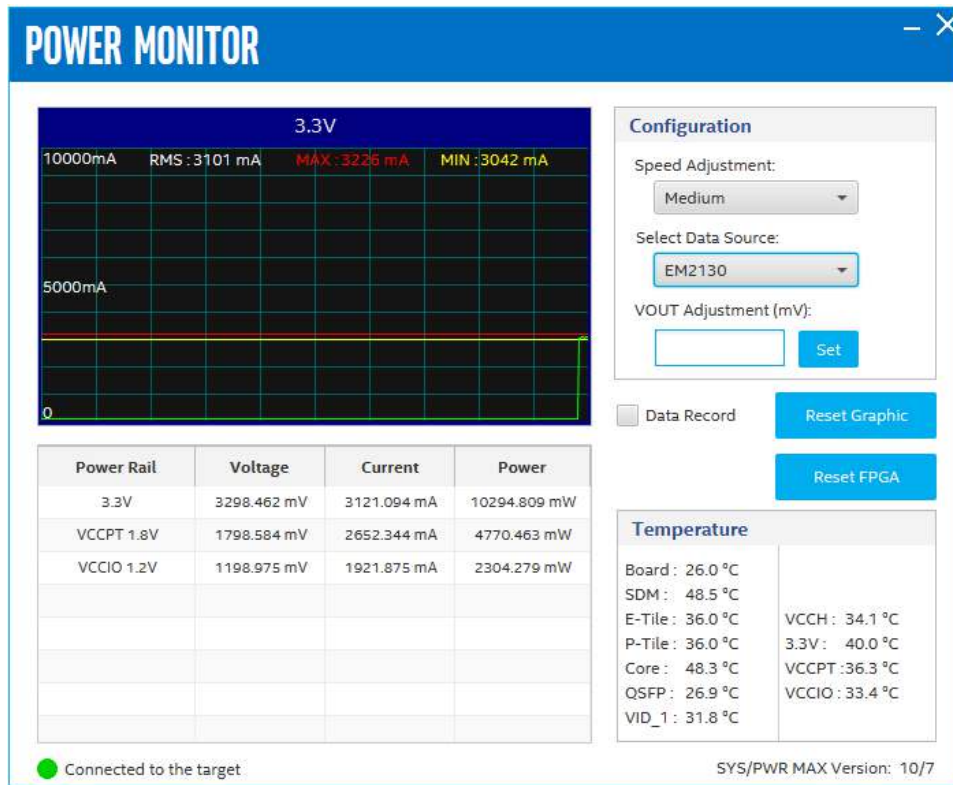 POWER MONITOR
3.3V
10000mA RMS :3101 mA MAX :3226 mA MIN :3042 mA
5000mA
0
Power Rail Voltage Current Power
3.3V 3298.462 mV 3121.094 mA 10294.809 mW
VCCPT 1.8V 1798.584 mV 2652.344 mA 4770.463 mW
VCCIO 1.2V 1198.975 mV 1921.875 mA 2304.279 mW
Connected to the target
Configuration
Speed Adjustment:
Medium
Select Data Source:
EM2130
VOUT Adjustment (mV):
Set
Data Record
Reset Graphic
Reset FPGA
Temperature
Board : 26.0 °C
SDM : 48.5 °C
E-Tile : 36.0 °C
P-Tile : 36.0 °C
Core : 48.3 °C
QSFP : 26.9 °C
VID_1 : 31.8 °C
VCCH : 34.1 °C
3.3V : 40.0 °C
VCCPT :36.3 °C
VCCIO : 33.4 °C
SYS/PWR MAX Version: 10/7